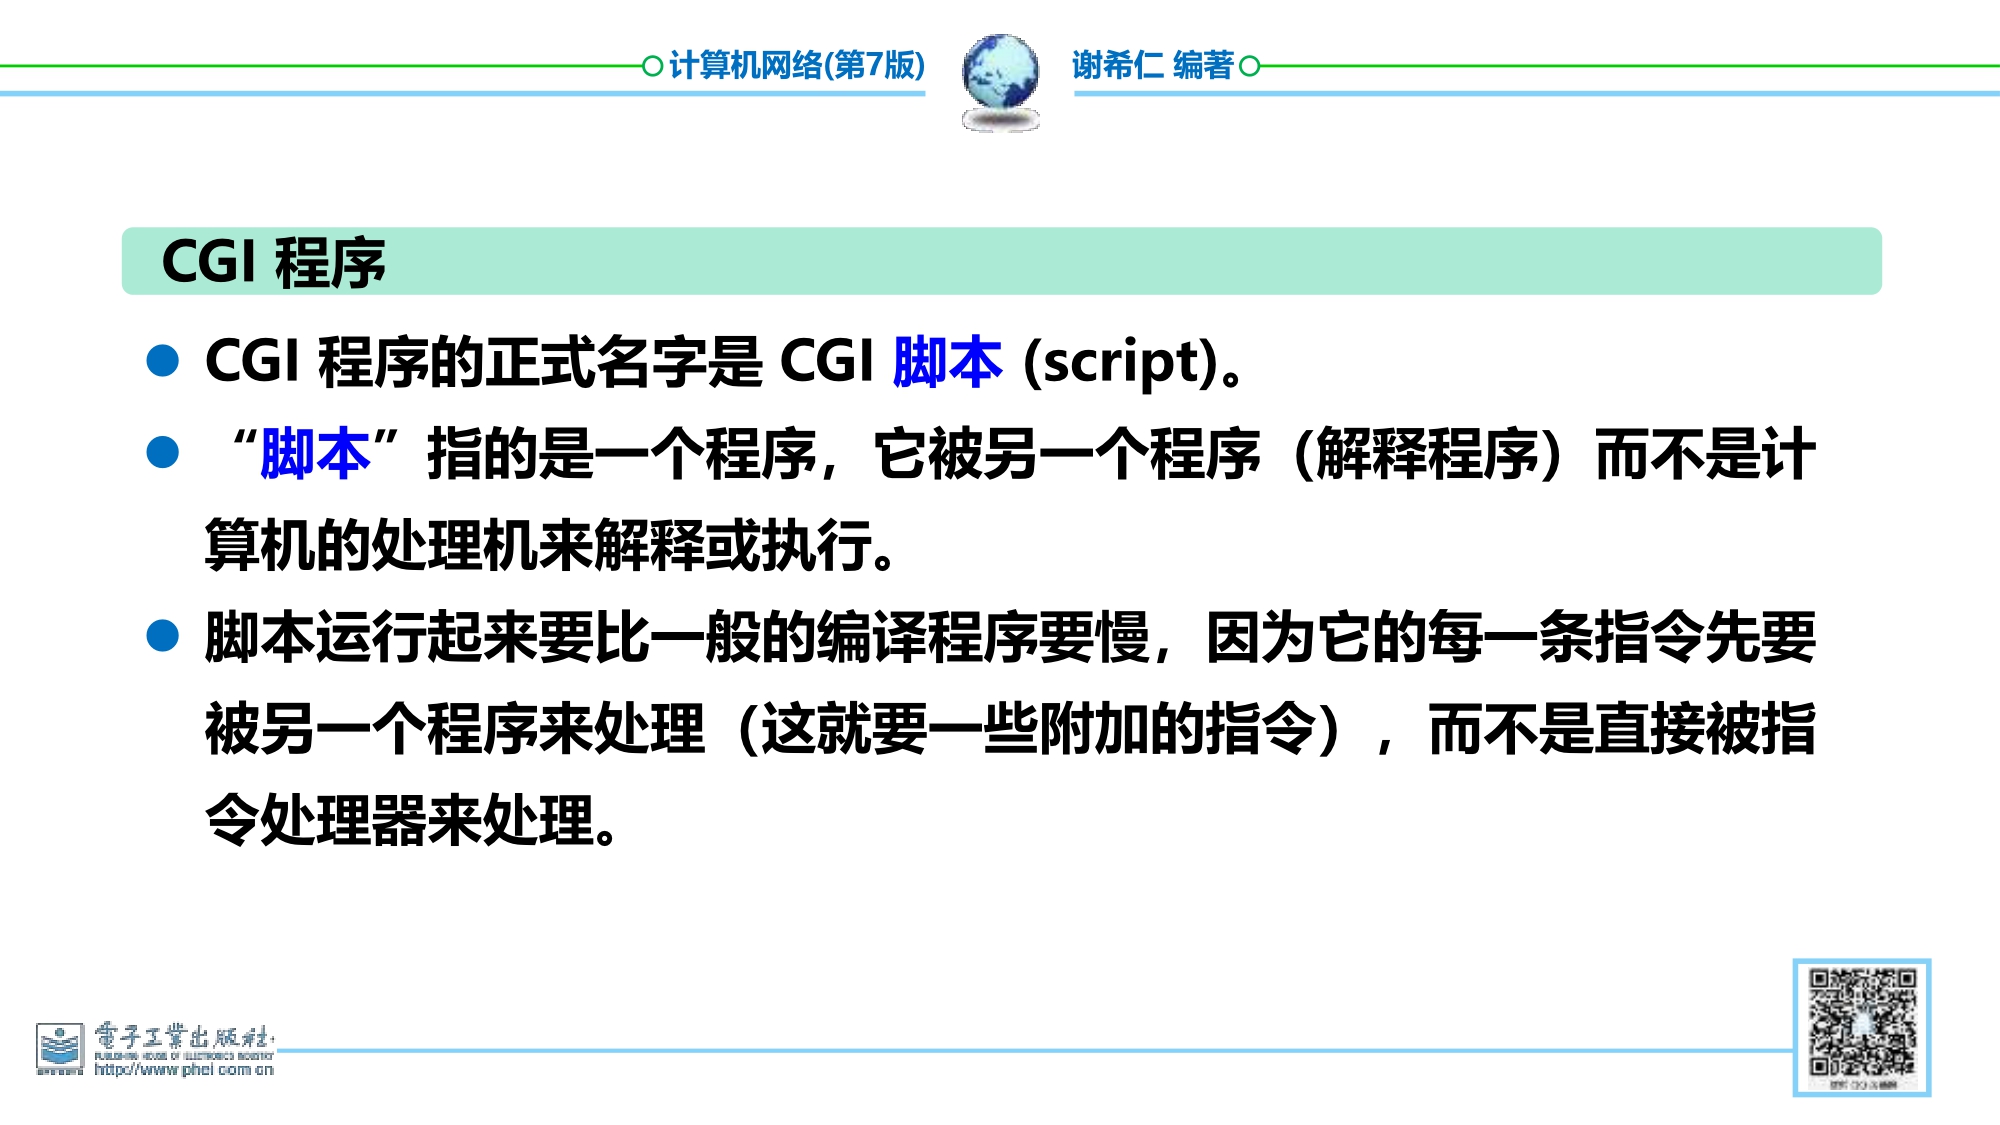 计算机网络(第7版) 谢希仁 编著
CGI 程序
CGI 程序的正式名字是 CGI 脚本 (script)。
“脚本”指的是一个程序，它被另一个程序（解释程序）而不是计
算机的处理机来解释或执行。
脚本运行起来要比一般的编译程序要慢，因为它的每一条指令先要
被另一个程序来处理（这就要一些附加的指令），而不是直接被指
令处理器来处理。
電子工業出版社
PUBLISHING HOUSE OF ELECTRONICS INDUSTRY
http://www.phei.com.cn